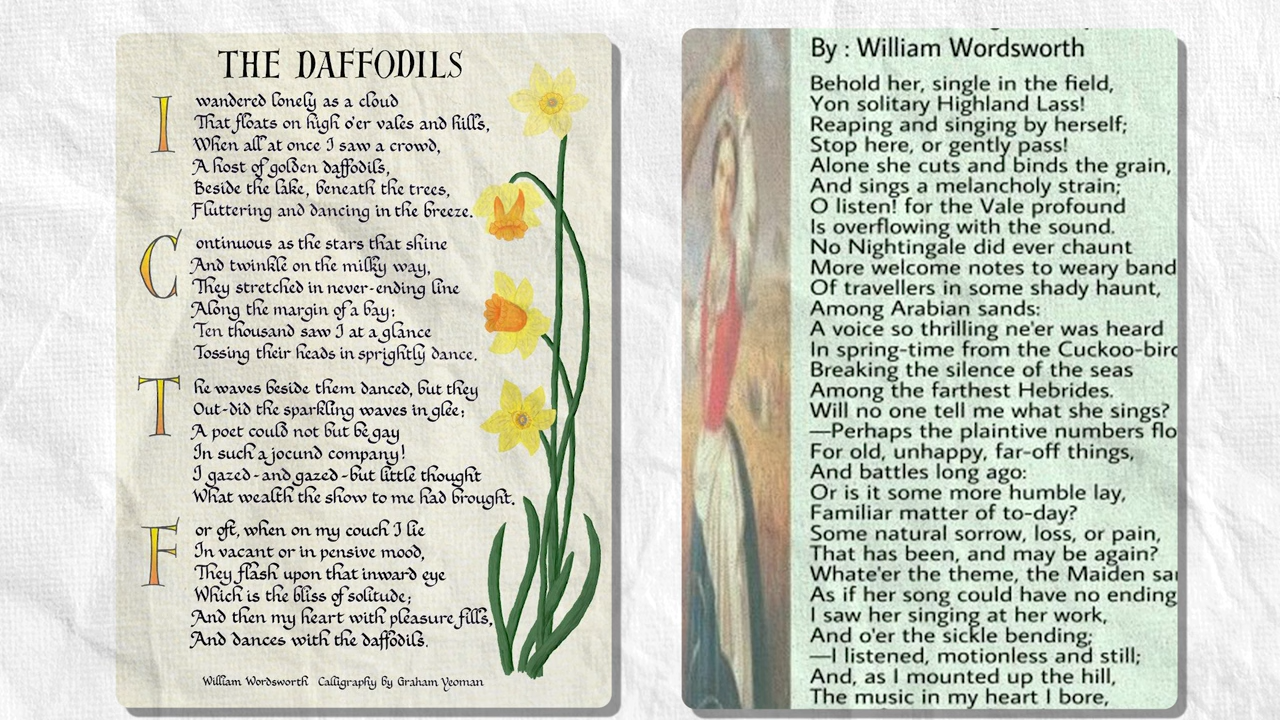 THE DAFFODILS
I wandered lonely as a cloud
That floats on high o'er vales and hills,
When all at once I saw a crowd,
A host of golden daffodils,
Beside the lake, beneath the trees,
Fluttering and dancing in the breeze.
Continuous as the stars that shine
And twinkle on the milky way,
They stretched in never-ending line
Along the margin of a bay:
Ten thousand saw I at a glance
Tossing their heads in sprightly dance.
The waves beside them danced, but they
Out-did the sparkling waves in glee:
A poet could not but be gay
In such a jocund company!
I gazed-and gazed-but little thought
What wealth the show to me had brought.
For oft, when on my couch I lie
In vacant or in pensive mood,
They flash upon that inward eye
Which is the bliss of solitude;
And then my heart with pleasure fills,
And dances with the daffodils.
William Wordsworth Calligraphy by Graham Yeoman
By : William Wordsworth
Behold her, single in the field,
Yon solitary Highland Lass!
Reaping and singing by herself;
Stop here, or gently pass!
Alone she cuts and binds the grain,
And sings a melancholy strain;
O listen! for the Vale profound
Is overflowing with the sound.
No Nightingale did ever chaunt
More welcome notes to weary band
Of travellers in some shady haunt,
Among Arabian sands:
A voice so thrilling ne'er was heard
In spring-time from the Cuckoo-bir
Breaking the silence of the seas
Among the farthest Hebrides.
Will no one tell me what she sings?
—Perhaps the plaintive numbers flo
For old, unhappy, far-off things,
And battles long ago:
Or is it some more humble lay,
Familiar matter of to-day?
Some natural sorrow, loss, or pain,
That has been, and may be again?
Whate'er the theme, the Maiden sa
As if her song could have no ending
I saw her singing at her work,
And o'er the sickle bending;
—I listened, motionless and still;
And, as I mounted up the hill,
The music in my heart I bore,